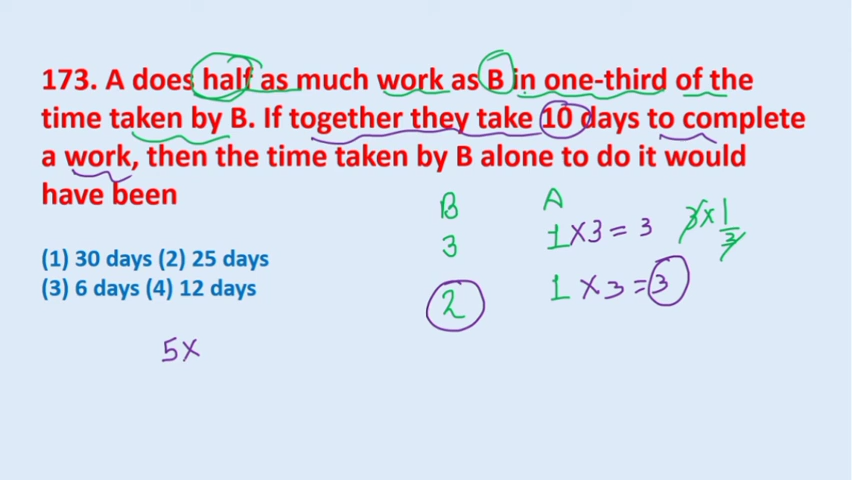 173. A does half as much work as B in one-third of the
time taken by B. If together they take 10 days to complete
a work, then the time taken by B alone to do it would
have been
B A
3 1×3=3 3×1/3
(1) 30 days (2) 25 days
(3) 6 days (4) 12 days
2 1×3=3
5×